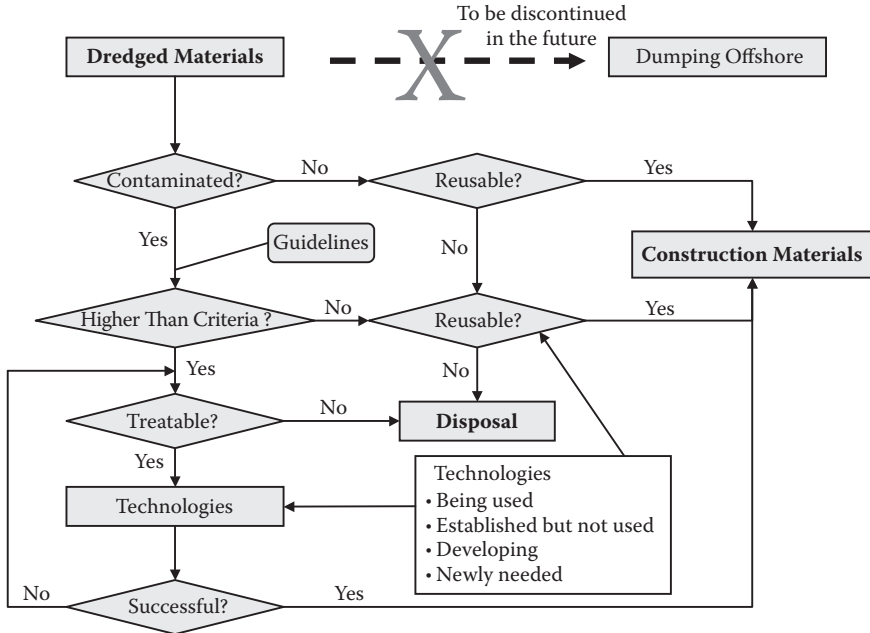 To be discontinued
in the future
Dredged Materials
X
Dumping Offshore
Contaminated?
No
Reusable?
Yes
Yes
Guidelines
No
Construction Materials
Higher Than Criteria ?
No
Reusable?
Yes
Yes
No
Treatable?
No
Disposal
Yes
Technologies
Technologies
• Being used
• Established but not used
• Developing
• Newly needed
No
Successful?
Yes